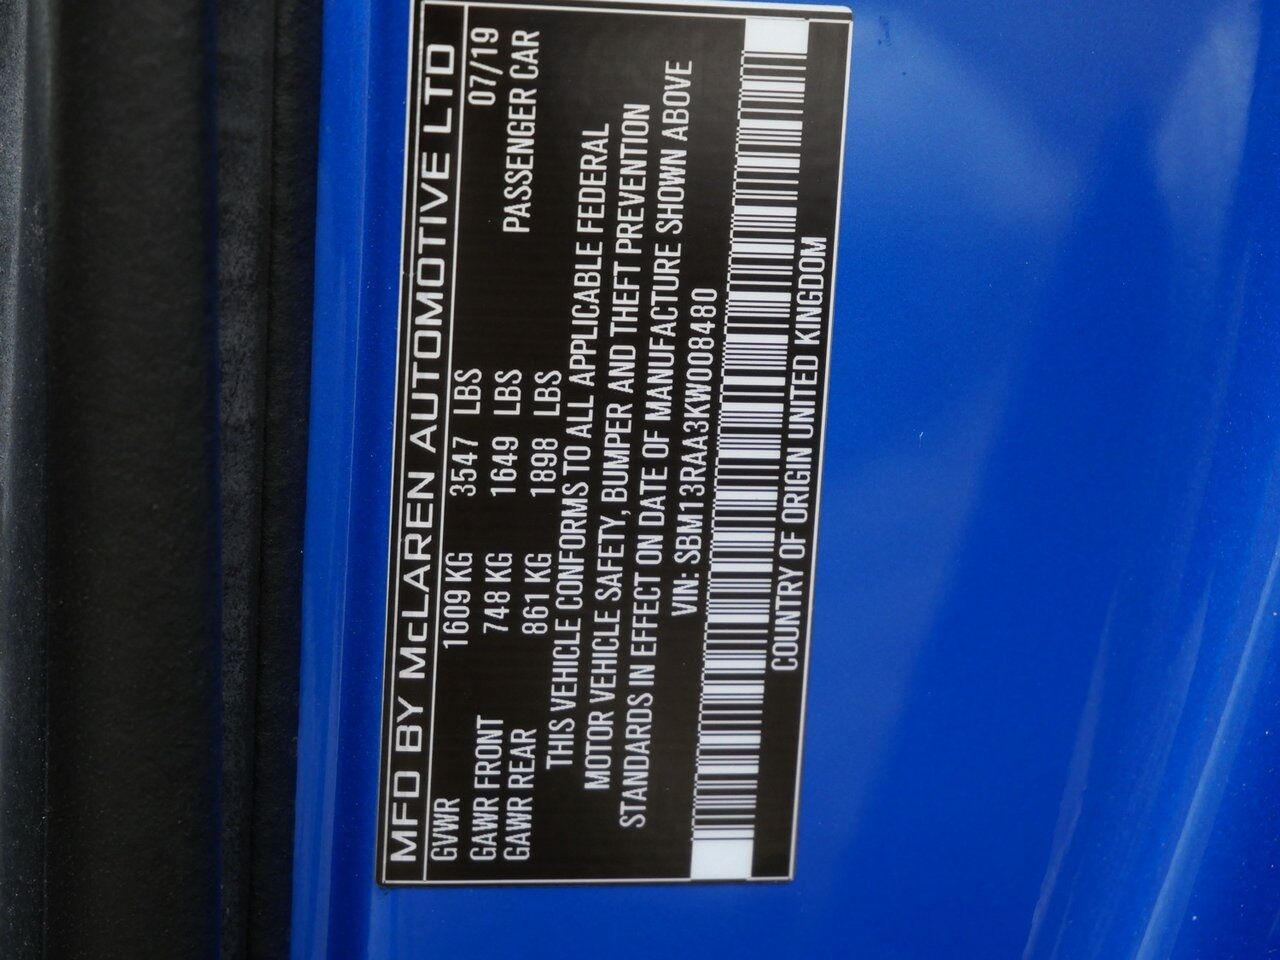 MFD BY McLAREN AUTOMOTIVE LTD
GVWR 1609 KG 3547 LBS 07/19
GAWR FRONT 748 KG 1649 LBS PASSENGER CAR
GAWR REAR 861 KG 1898 LBS
THIS VEHICLE CONFORMS TO ALL APPLICABLE FEDERAL
MOTOR VEHICLE SAFETY, BUMPER AND THEFT PREVENTION
STANDARDS IN EFFECT ON DATE OF MANUFACTURE SHOWN ABOVE
VIN: SBM13RAA3KW008480
COUNTRY OF ORIGIN UNITED KINGDOM